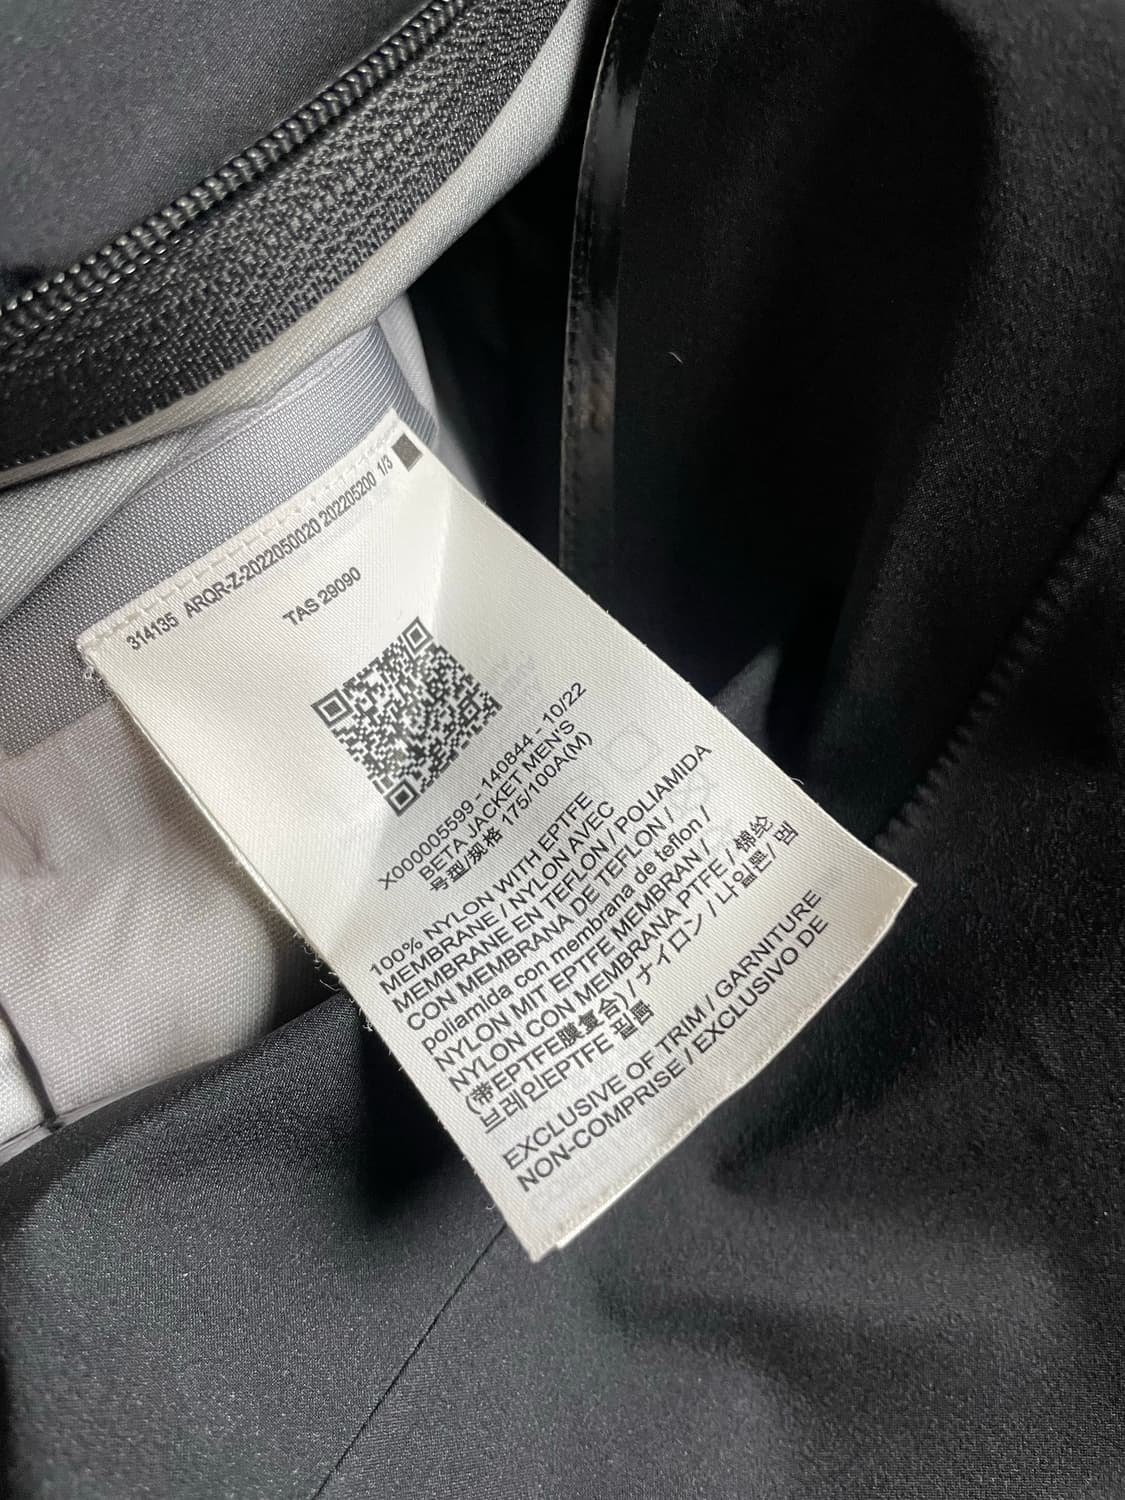 314135 ARQR-Z-2022050020 202205200 1/3
TAS 29090
X000005599 - 140844 - 10/22
BETA JACKET MEN'S
号型/规格 175/100A(M)
100% NYLON WITH EPTFE
MEMBRANE / NYLON AVEC
MEMBRANE EN TEFLON / POLIAMIDA
CON MEMBRANA DE TEFLON /
poliamida con membrana de teflon /
NYLON MIT EPTFE MEMBRAN /
NYLON CON MEMBRANA PTFE / 锦纶
(带EPTFE膜复合) / ナイロン / 나일론 / 멤
브레인EPTFE 필름
EXCLUSIVE OF TRIM / GARNITURE
NON-COMPRISE / EXCLUSIVO DE